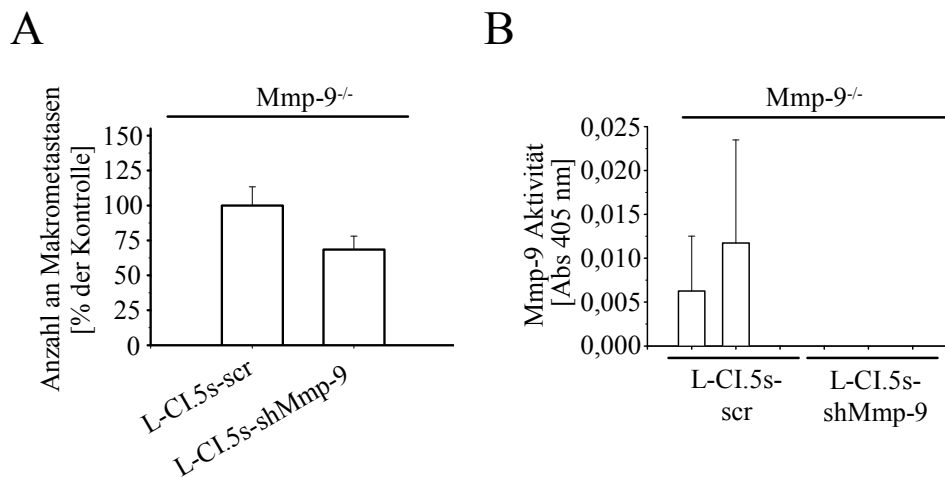 A
Mmp-9-/-
Anzahl an Makrometastasen
[% der Kontrolle]
150
125
100
75
50
25
0
L-CI.5s-scr
L-CI.5s-shMmp-9
B
Mmp-9-/-
Mmp-9 Aktivität
[Abs 405 nm]
0,025
0,020
0,015
0,010
0,005
0,000
L-CI.5s-
scr
L-CI.5s-
shMmp-9